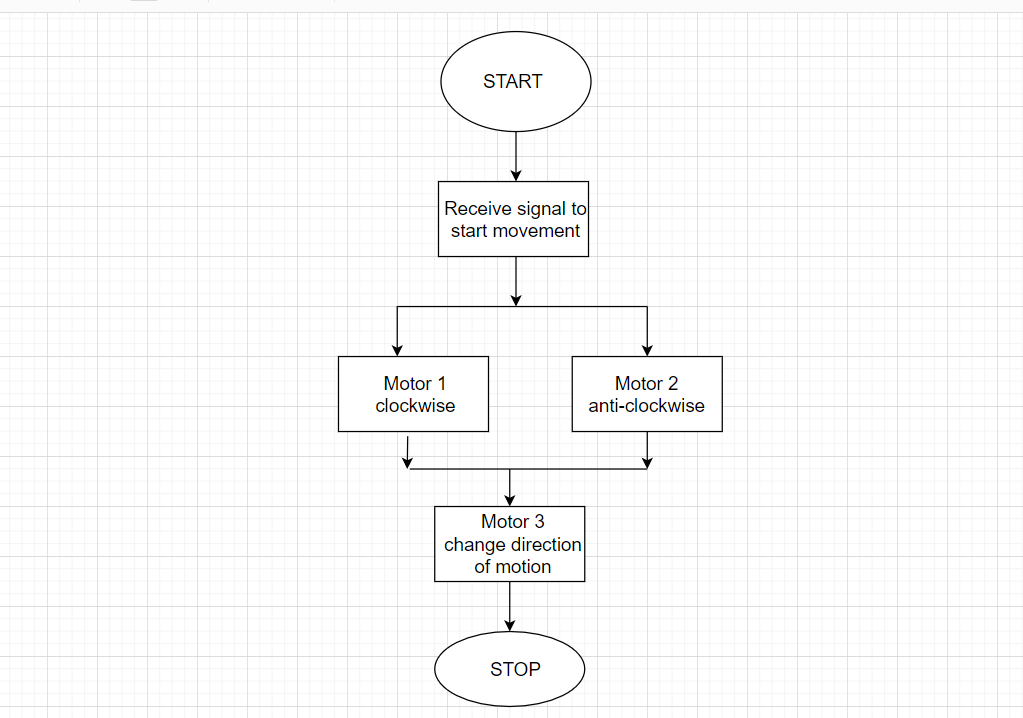 START
Receive signal to
start movement
Motor 1
clockwise
Motor 2
anti-clockwise
Motor 3
change direction
of motion
STOP